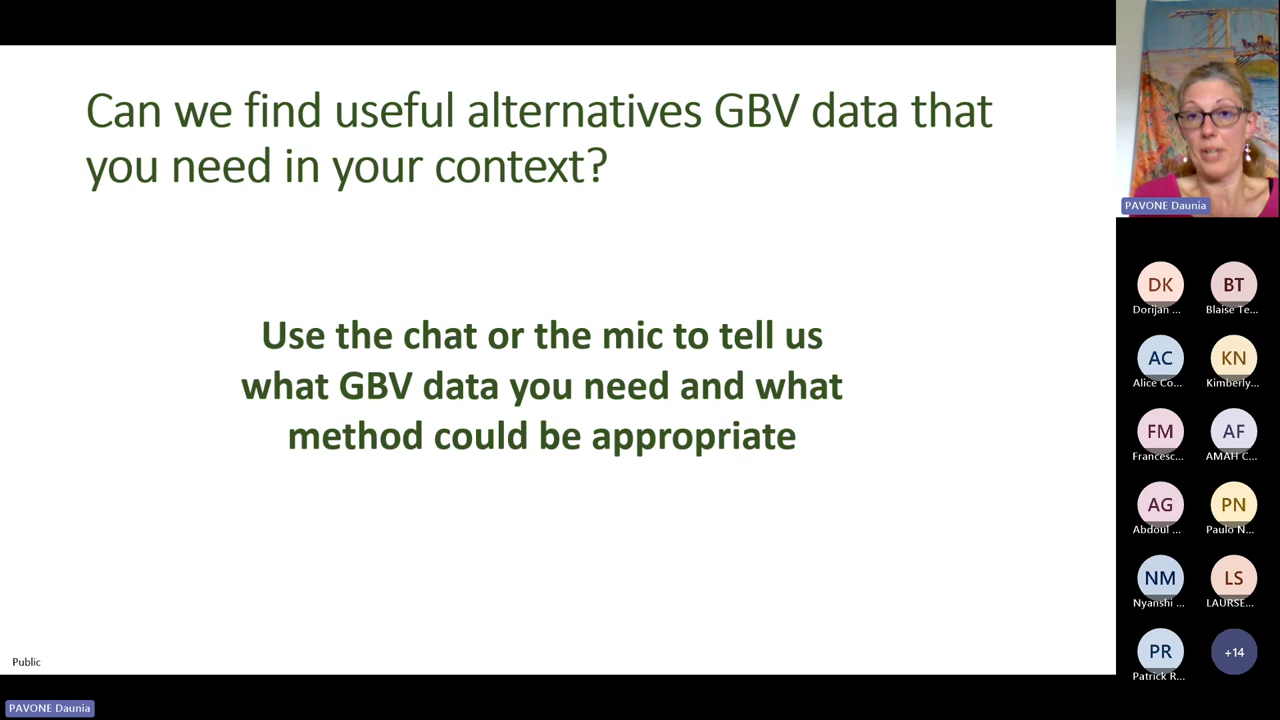 Can we find useful alternatives GBV data that
you need in your context?
Use the chat or the mic to tell us
what GBV data you need and what
method could be appropriate
Public
PAVONE Daunia
PAVONE Daunia
DK
Dorijan ...
BT
Blaise Te...
AC
Alice Co...
KN
Kimberly...
FM
Francesc...
AF
AMAH C...
AG
Abdoul ...
PN
Paulo N...
NM
Nyanshi ...
LS
LAURSE...
PR
Patrick R...
+14